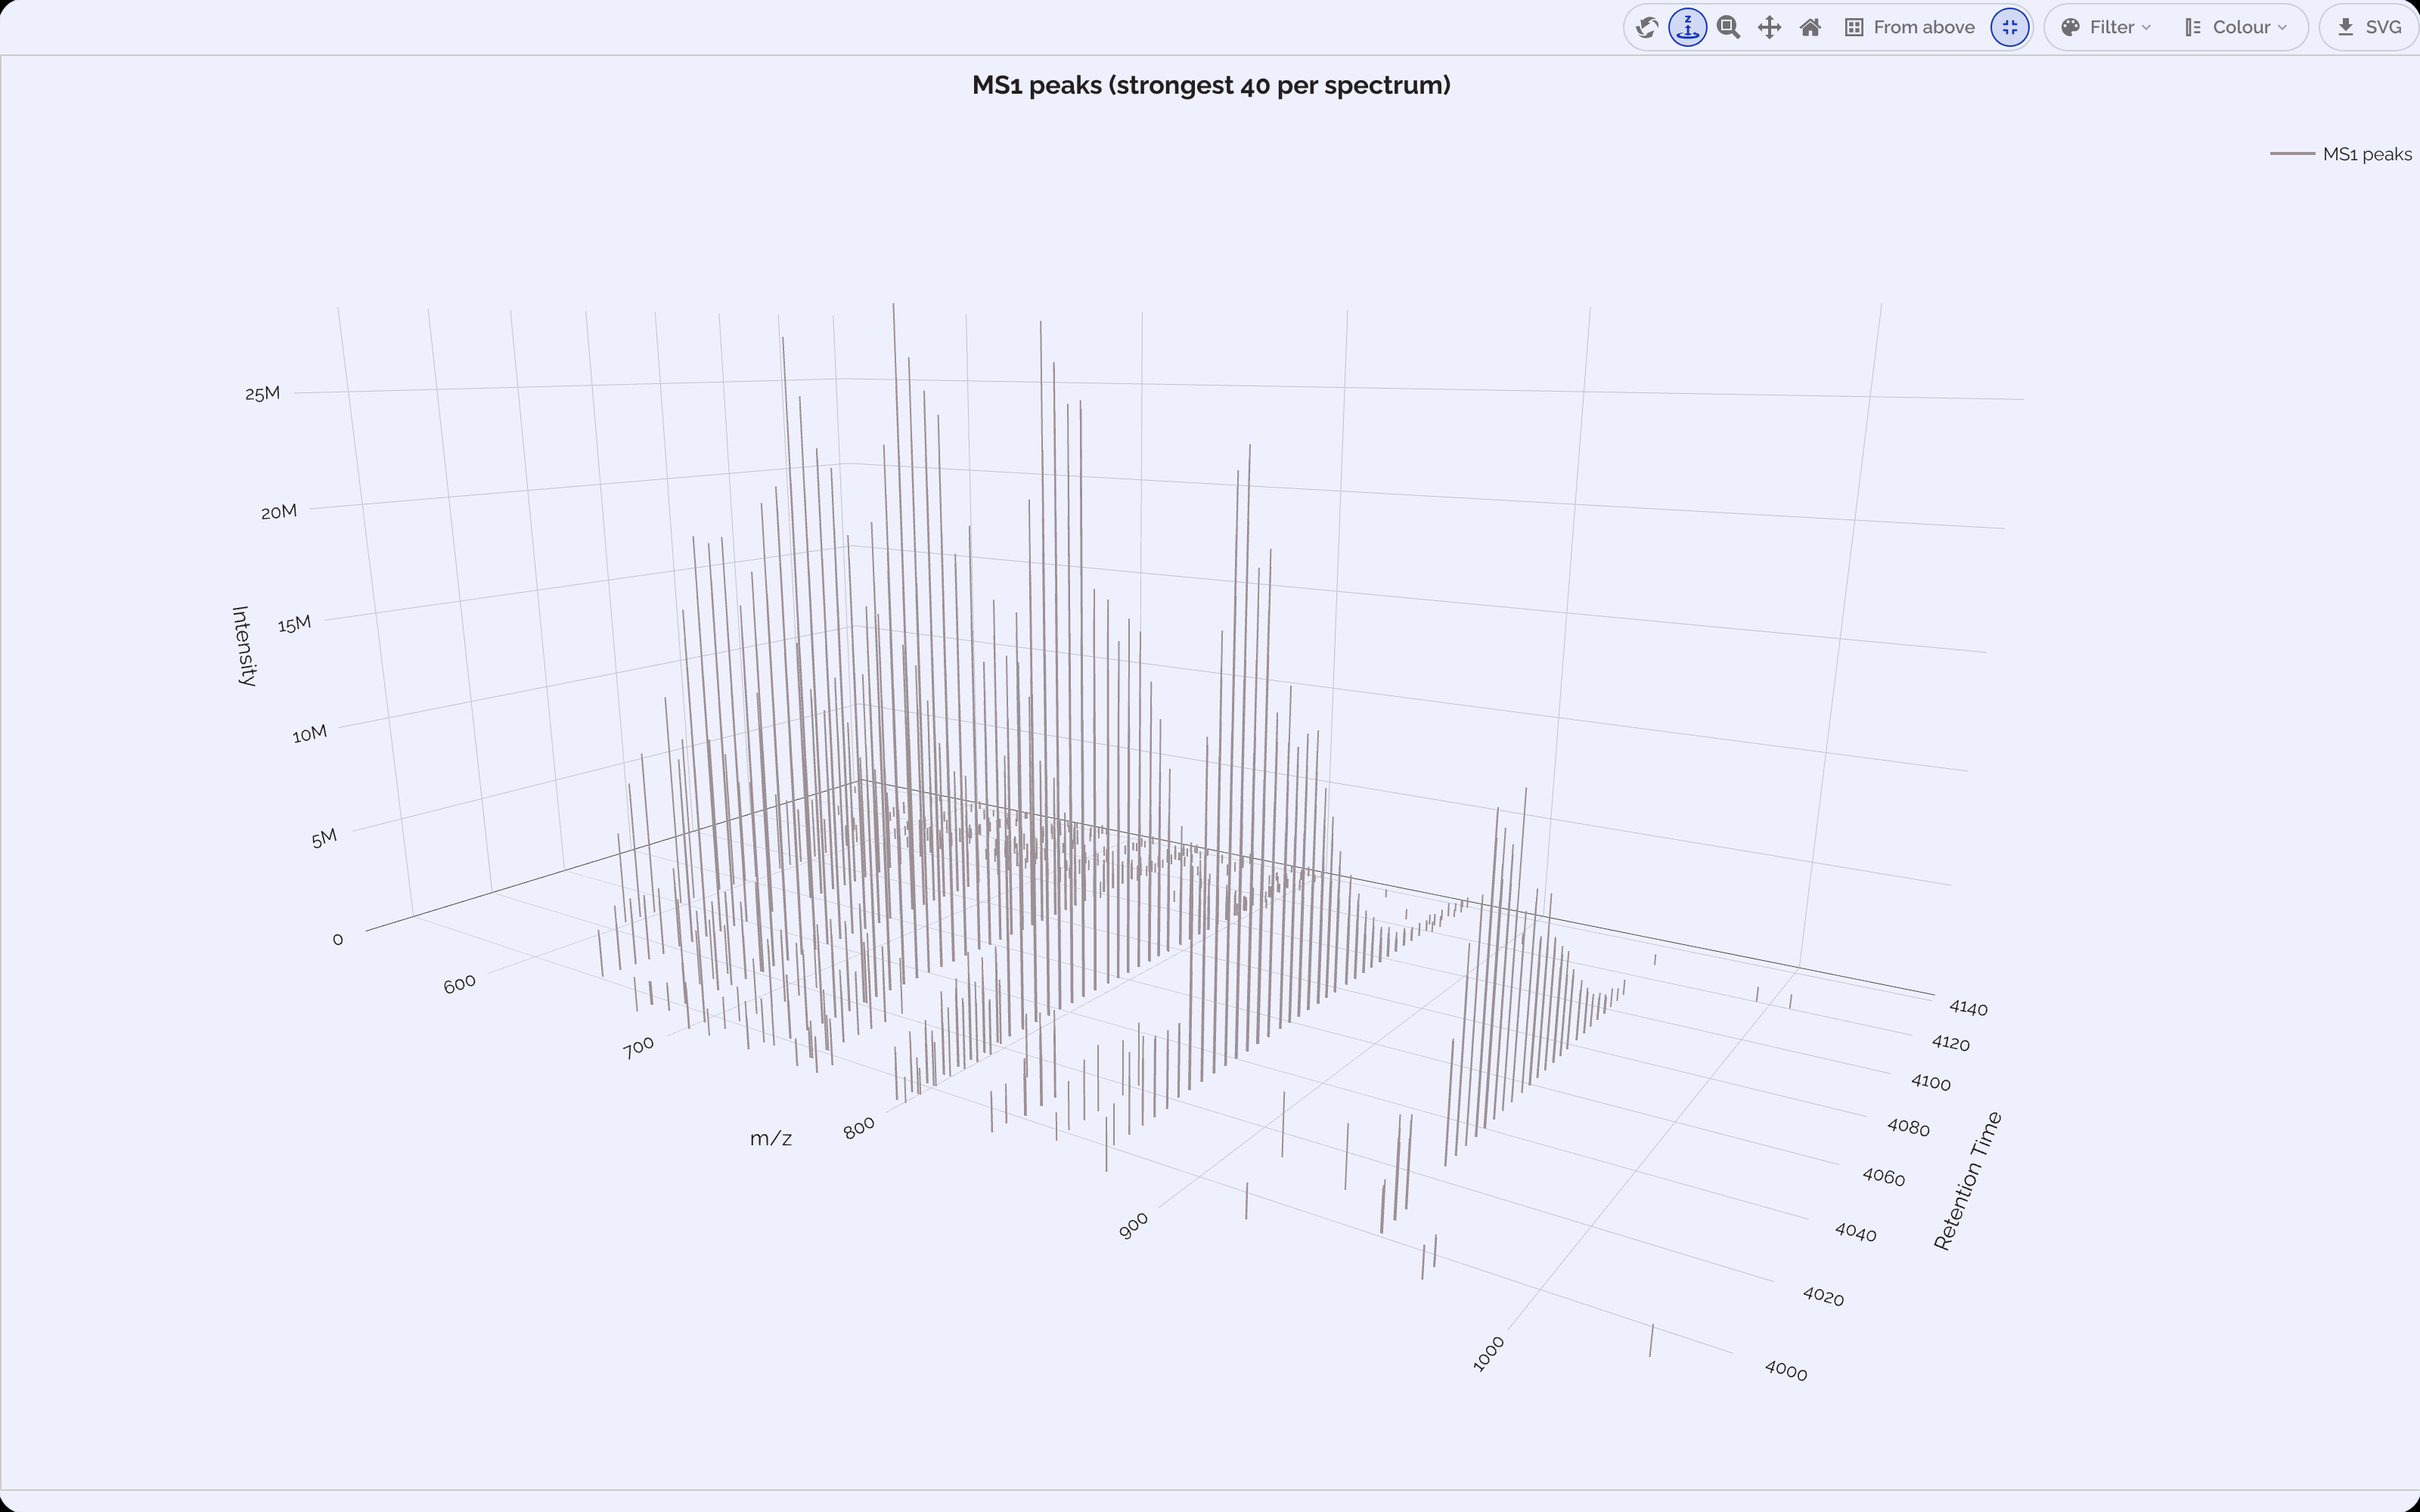 From above
Filter
Colour
SVG
MS1 peaks (strongest 40 per spectrum)
MS1 peaks
25M
20M
15M
10M
5M
0
Intensity
600
700
800
900
1000
m/z
4140
4120
4100
4080
4060
4040
4020
4000
Retention Time